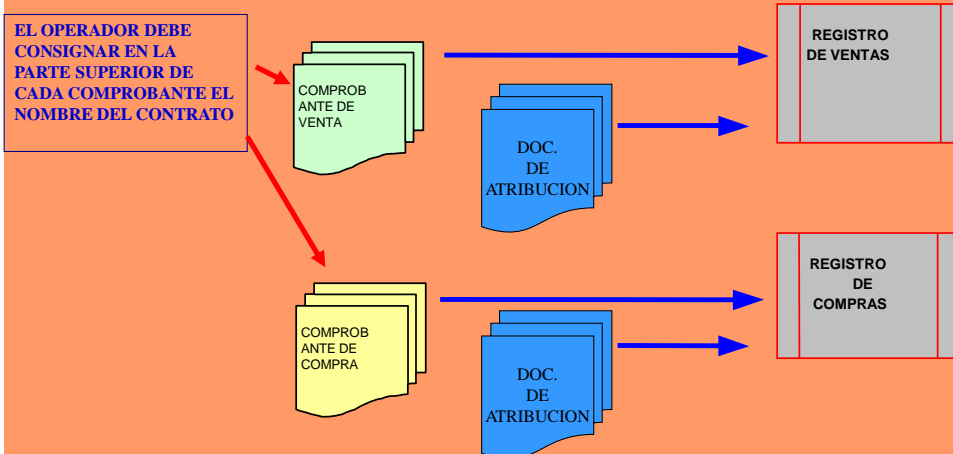 EL OPERADOR DEBE
CONSIGNAR EN LA
PARTE SUPERIOR DE
CADA COMPROBANTE EL
NOMBRE DEL CONTRATO
COMPROB
ANTE DE
VENTA
DOC.
DE
ATRIBUCION
REGISTRO
DE VENTAS
COMPROB
ANTE DE
COMPRA
DOC.
DE
ATRIBUCION
REGISTRO
DE
COMPRAS